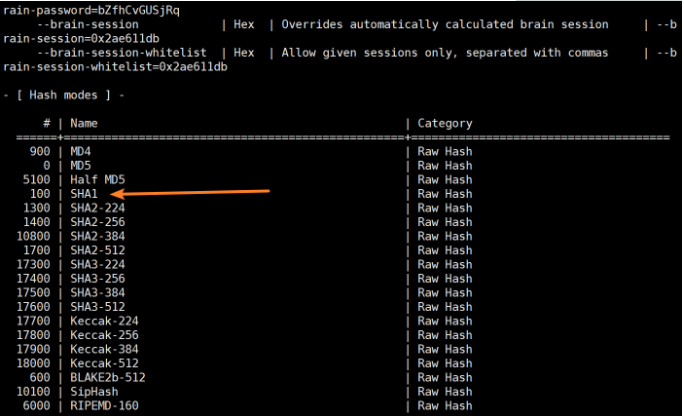 rain-password=bZfhCvGUSjRq
--brain-session | Hex | Overrides automatically calculated brain session | --b
rain-session=0x2ae611db
--brain-session-whitelist | Hex | Allow given sessions only, separated with commas | --b
rain-session-whitelist=0x2ae611db
- [ Hash modes ] -
# | Name | Category
======+==================================================+======================================
900 | MD4 | Raw Hash
0 | MD5 | Raw Hash
5100 | Half MD5 | Raw Hash
100 | SHA1 | Raw Hash
1300 | SHA2-224 | Raw Hash
1400 | SHA2-256 | Raw Hash
10800 | SHA2-384 | Raw Hash
1700 | SHA2-512 | Raw Hash
17300 | SHA3-224 | Raw Hash
17400 | SHA3-256 | Raw Hash
17500 | SHA3-384 | Raw Hash
17600 | SHA3-512 | Raw Hash
17700 | Keccak-224 | Raw Hash
17800 | Keccak-256 | Raw Hash
17900 | Keccak-384 | Raw Hash
18000 | Keccak-512 | Raw Hash
600 | BLAKE2b-512 | Raw Hash
10100 | SipHash | Raw Hash
6000 | RIPEMD-160 | Raw Hash